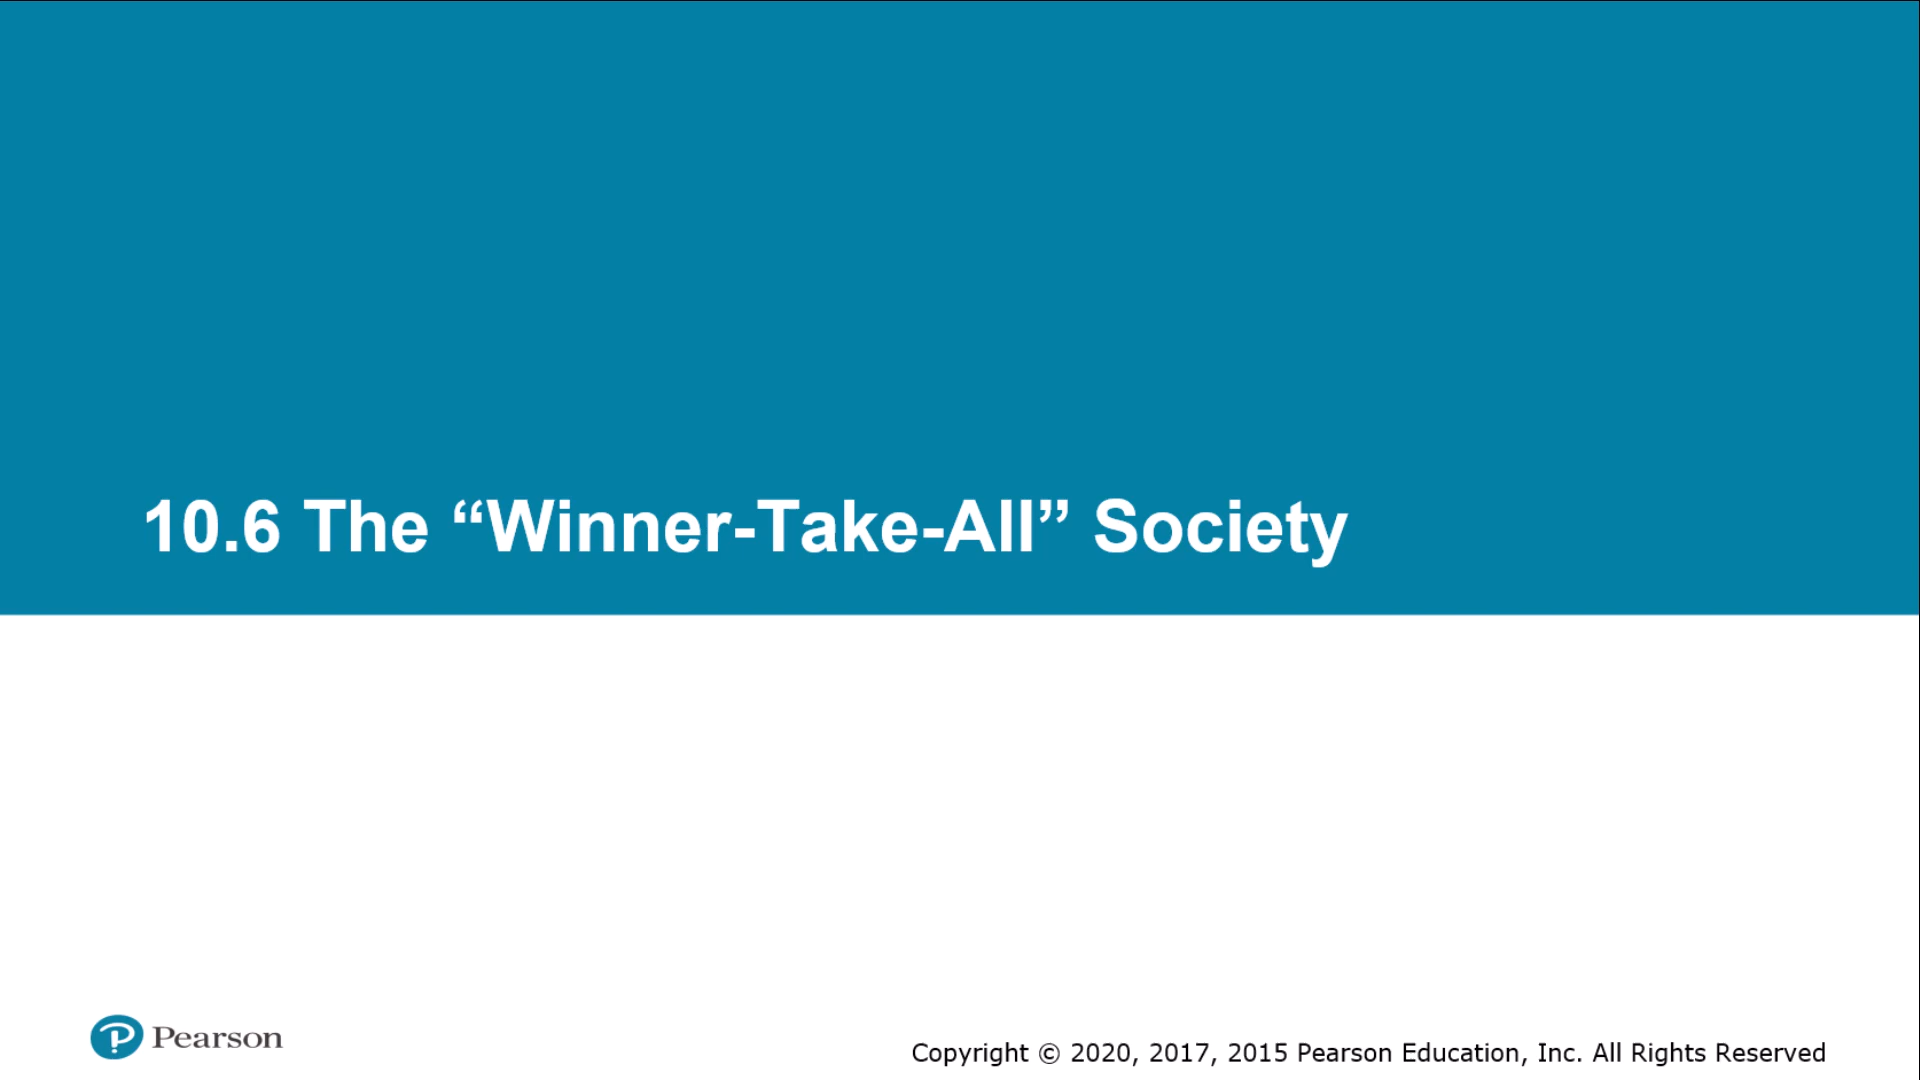 10.6 The “Winner-Take-All” Society
Pearson
Copyright © 2020, 2017, 2015 Pearson Education, Inc. All Rights Reserved